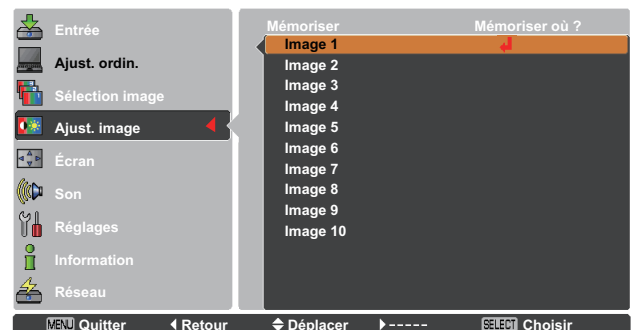 Entrée
Ajust. ordin.
Sélection image
Ajust. image
Écran
Son
Réglages
Information
Réseau
Mémoriser Mémoriser où ?
Image 1
Image 2
Image 3
Image 4
Image 5
Image 6
Image 7
Image 8
Image 9
Image 10
MENU Quitter Retour Déplacer ----- SELECT Choisir